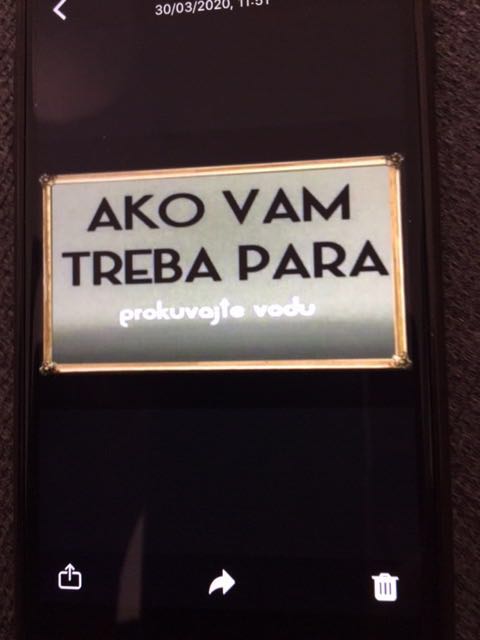 30/03/2020, 11:51
AKO VAM
TREBA PARA
prokuvajte vodu